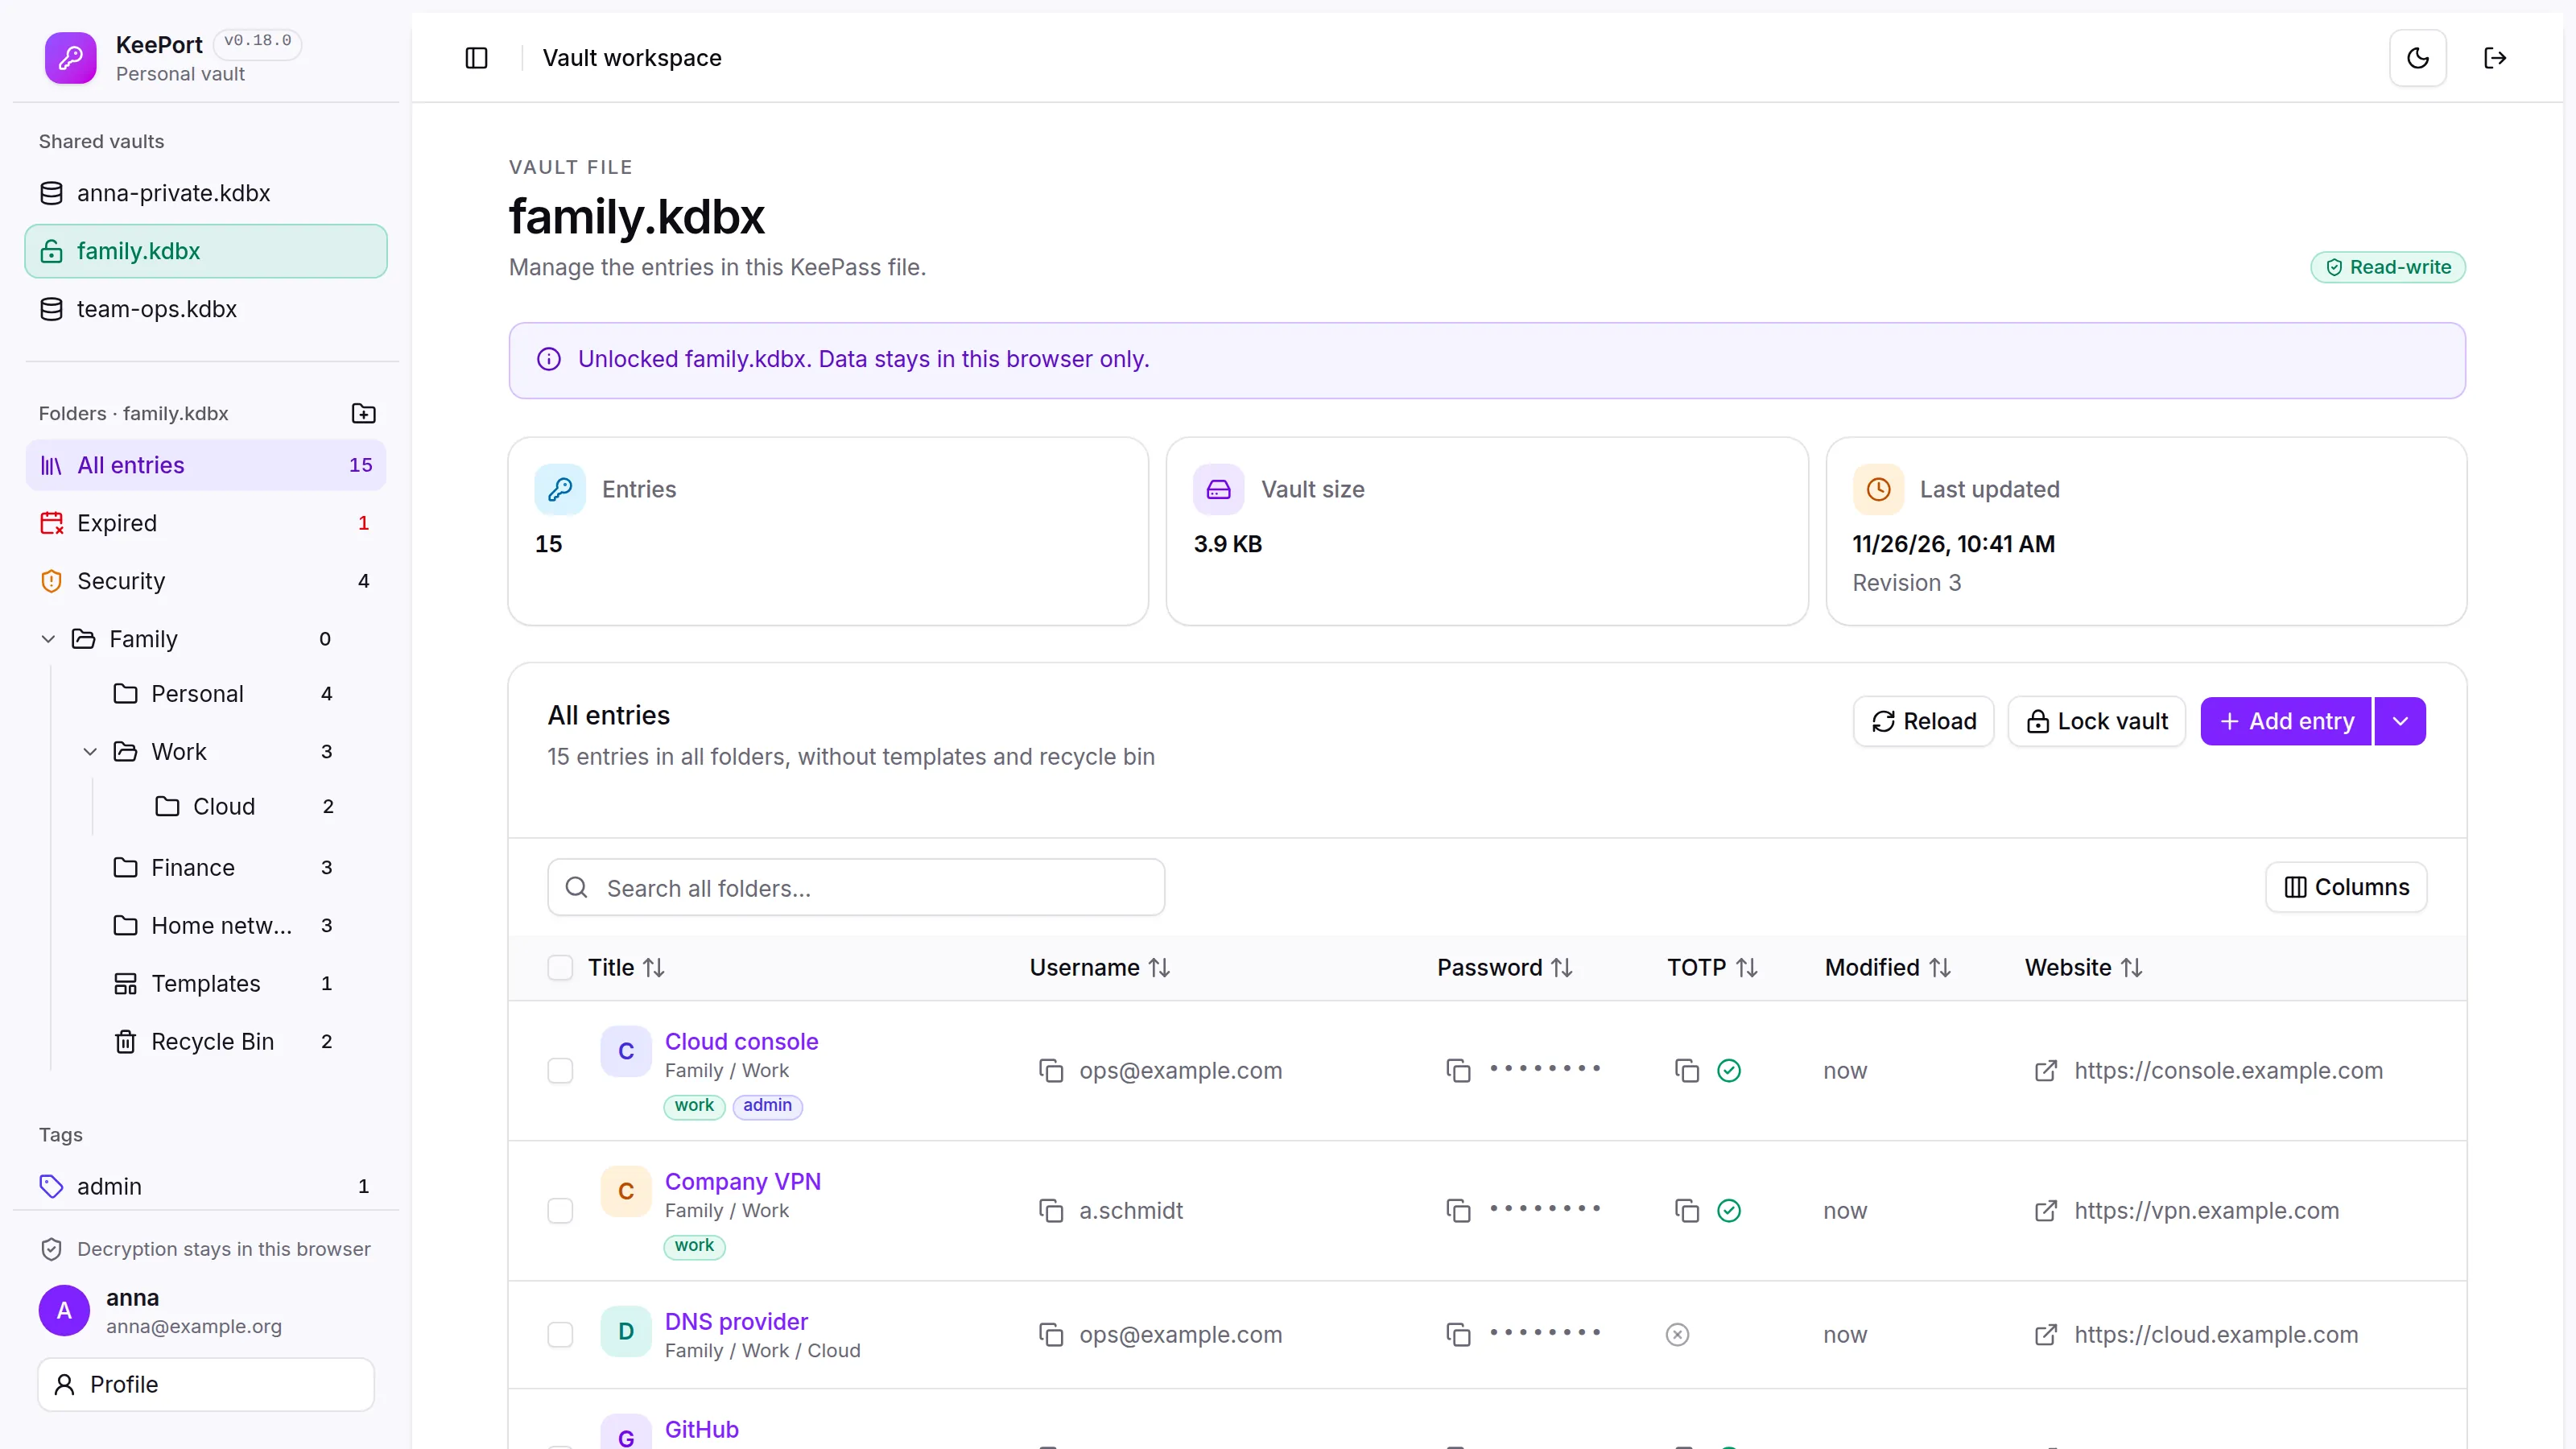 KeePort v0.18.0
Personal vault
Shared vaults
anna-private.kdbx
family.kdbx
team-ops.kdbx
Folders · family.kdbx
All entries 15
Expired 1
Security 4
Family 0
Personal 4
Work 3
Cloud 2
Finance 3
Home netw... 3
Templates 1
Recycle Bin 2
Tags
admin 1
Decryption stays in this browser
A
anna
anna@example.org
Profile
Vault workspace
VAULT FILE
family.kdbx
Manage the entries in this KeePass file.
Read-write
Unlocked family.kdbx. Data stays in this browser only.
Entries
15
Vault size
3.9 KB
Last updated
11/26/26, 10:41 AM
Revision 3
All entries
15 entries in all folders, without templates and recycle bin
Reload
Lock vault
Add entry
Search all folders...
Columns
Title Username Password TOTP Modified Website
C Cloud console
Family / Work
work admin
ops@example.com •••••••• now https://console.example.com
C Company VPN
Family / Work
work
a.schmidt •••••••• now https://vpn.example.com
D DNS provider
Family / Work / Cloud
ops@example.com •••••••• now https://cloud.example.com
G GitHub